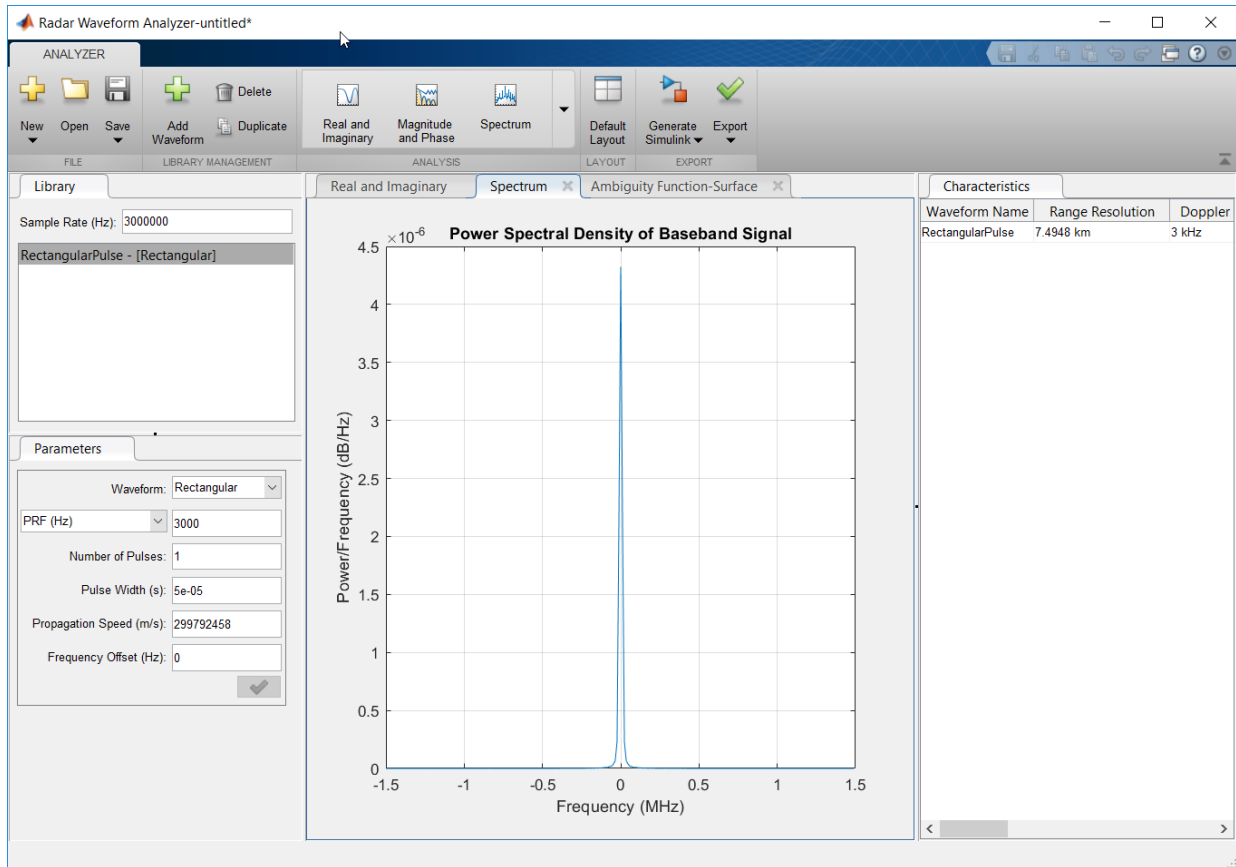 Radar Waveform Analyzer-untitled*
ANALYZER
New
Open
Save
FILE
Add Waveform
Delete
Duplicate
LIBRARY MANAGEMENT
Real and Imaginary
Magnitude and Phase
Spectrum
ANALYSIS
Default Layout
LAYOUT
Generate Simulink
Export
EXPORT
Library
Sample Rate (Hz): 3000000
RectangularPulse - [Rectangular]
Parameters
Waveform: Rectangular
PRF (Hz) 3000
Number of Pulses: 1
Pulse Width (s): 5e-05
Propagation Speed (m/s): 299792458
Frequency Offset (Hz): 0
Real and Imaginary Spectrum Ambiguity Function-Surface
×10-6 Power Spectral Density of Baseband Signal
4.5
4
3.5
3
2.5
2
1.5
1
0.5
0
Power/Frequency (dB/Hz)
-1.5 -1 -0.5 0 0.5 1 1.5
Frequency (MHz)
Characteristics
Waveform Name Range Resolution Doppler
RectangularPulse 7.4948 km 3 kHz